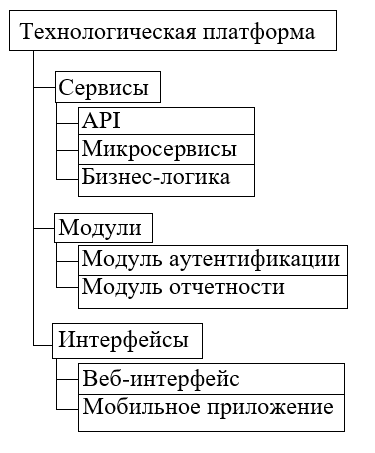 Технологическая платформа
Сервисы
API
Микросервисы
Бизнес-логика
Модули
Модуль аутентификации
Модуль отчетности
Интерфейсы
Веб-интерфейс
Мобильное приложение